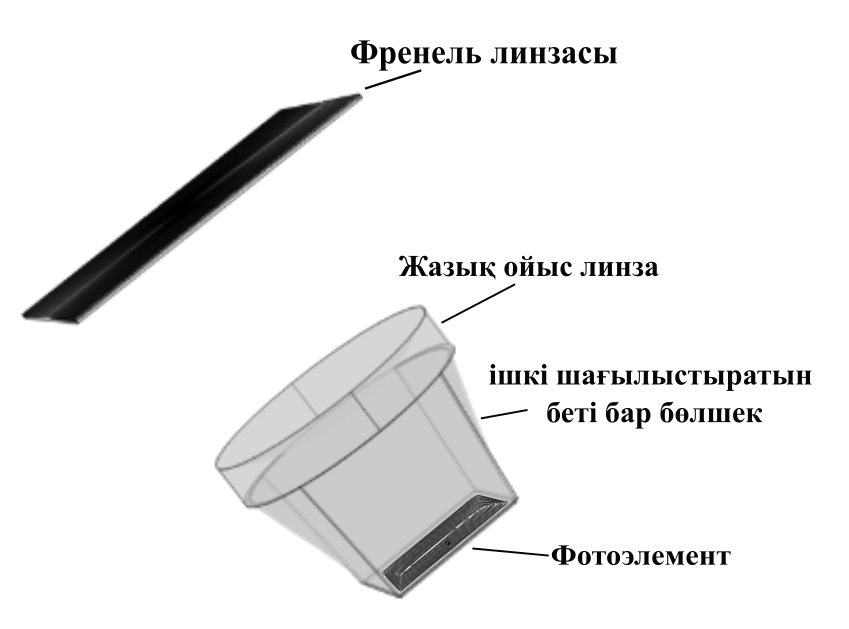 Френель линзасы
Жазық ойыс линза
ішкі шағылыстыратын
беті бар бөлшек
Фотоэлемент